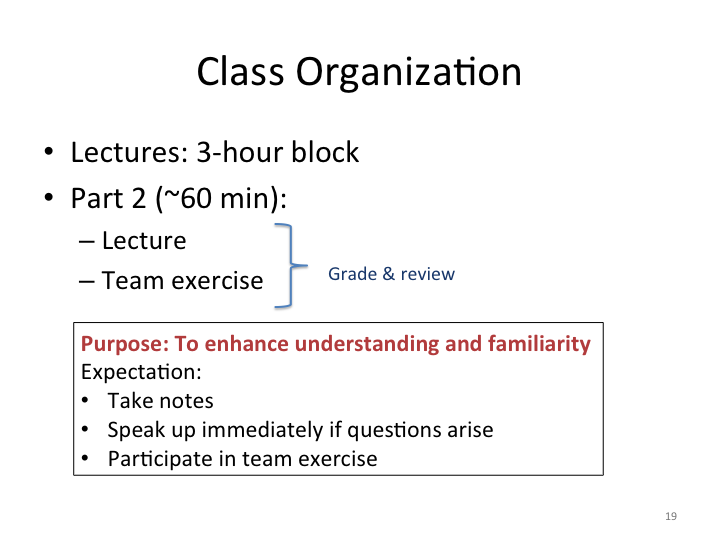 Class Organization
• Lectures: 3-hour block
• Part 2 (~60 min):
– Lecture
– Team exercise
Grade & review
Purpose: To enhance understanding and familiarity
Expectation:
• Take notes
• Speak up immediately if questions arise
• Participate in team exercise
19